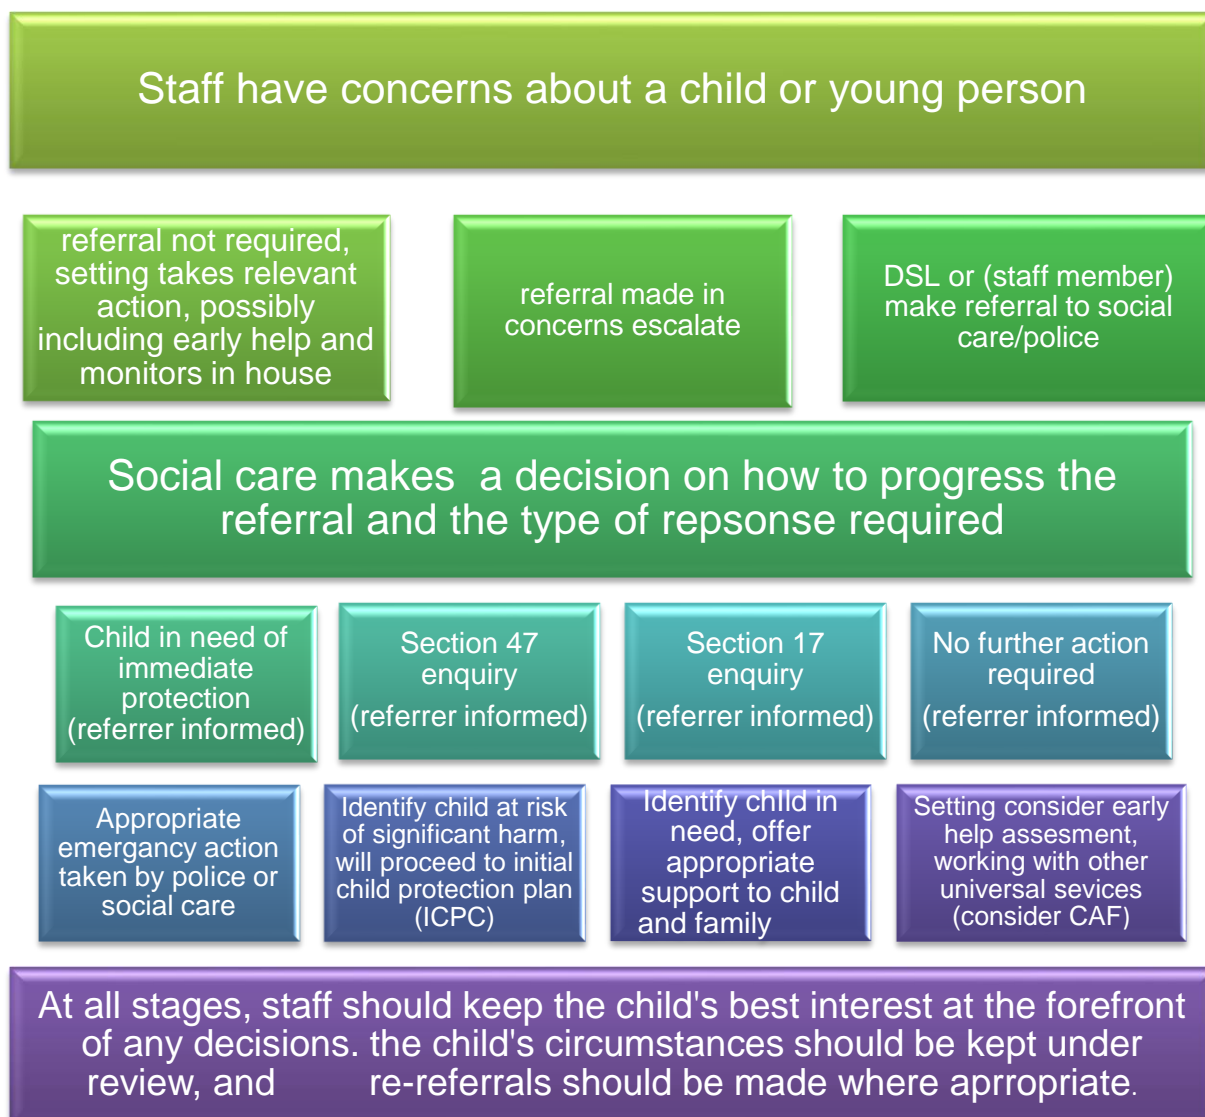 Staff have concerns about a child or young person
referral not required,
setting takes relevant
action, possibly
including early help and
monitors in house
referral made in
concerns escalate
DSL or (staff member)
make referral to social
care/police
Social care makes  a decision on how to progress the
referral and the type of repsonse required
Child in need of
immediate
protection
(referrer informed)
Section 47
enquiry
(referrer informed)
Section 17
enquiry
(referrer informed)
No further action
required
(referrer informed)
Appropriate
emergancy action
taken by police or
social care
Identify child at risk
of significant harm,
will proceed to initial
child protection plan
(ICPC)
Identify chIld in
need, offer
appropriate
support to child
and family
Setting consider early
help assesment,
working with other
universal sevices
(consider CAF)
At all stages, staff should keep the child's best interest at the forefront
of any decisions. the child's circumstances should be kept under
review, and        re-referrals should be made where aprropriate.